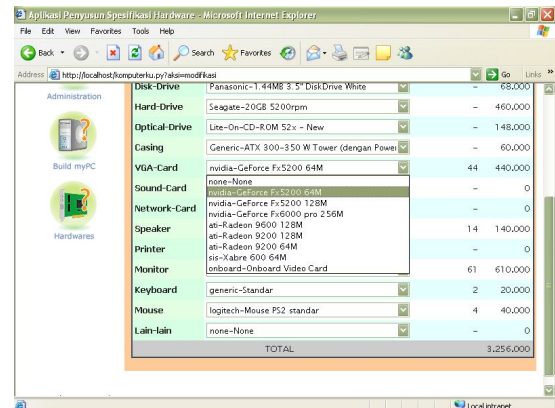 Aplikasi Penyusun Spesifikasi Hardware - Microsoft Internet Explorer
File Edit View Favorites Tools Help
Back Search Favorites
Address http://localhost/komputerku.py?aksi=modifikasi Go Links »
Administration
Build myPC
Hardwares
Disk-Drive Panasonic-1.44MB 3.5" DiskDrive White - 68.000
Hard-Drive Seagate-20GB 5200rpm - 460.000
Optical-Drive Lite-On-CD-ROM 52x - New - 148.000
Casing Generic-ATX 300-350 W Tower (dengan Power - 60.000
VGA-Card nvidia-GeForce Fx5200 64M 44 440.000
none-None
Sound-Card nvidia-GeForce Fx5200 64M - 0
nvidia-GeForce Fx5200 128M
Network-Card nvidia-GeForce Fx6000 pro 256M - 0
ati-Radeon 9600 128M
Speaker ati-Radeon 9200 128M 14 140.000
Printer ati-Radeon 9200 64M - 0
sis-Xabre 600 64M
Monitor onboard-Onboard Video Card 61 610.000
Keyboard generic-Standar 2 20.000
Mouse logitech-Mouse PS2 standar 4 40.000
Lain-lain none-None - 0
TOTAL 3.256.000
Local intranet